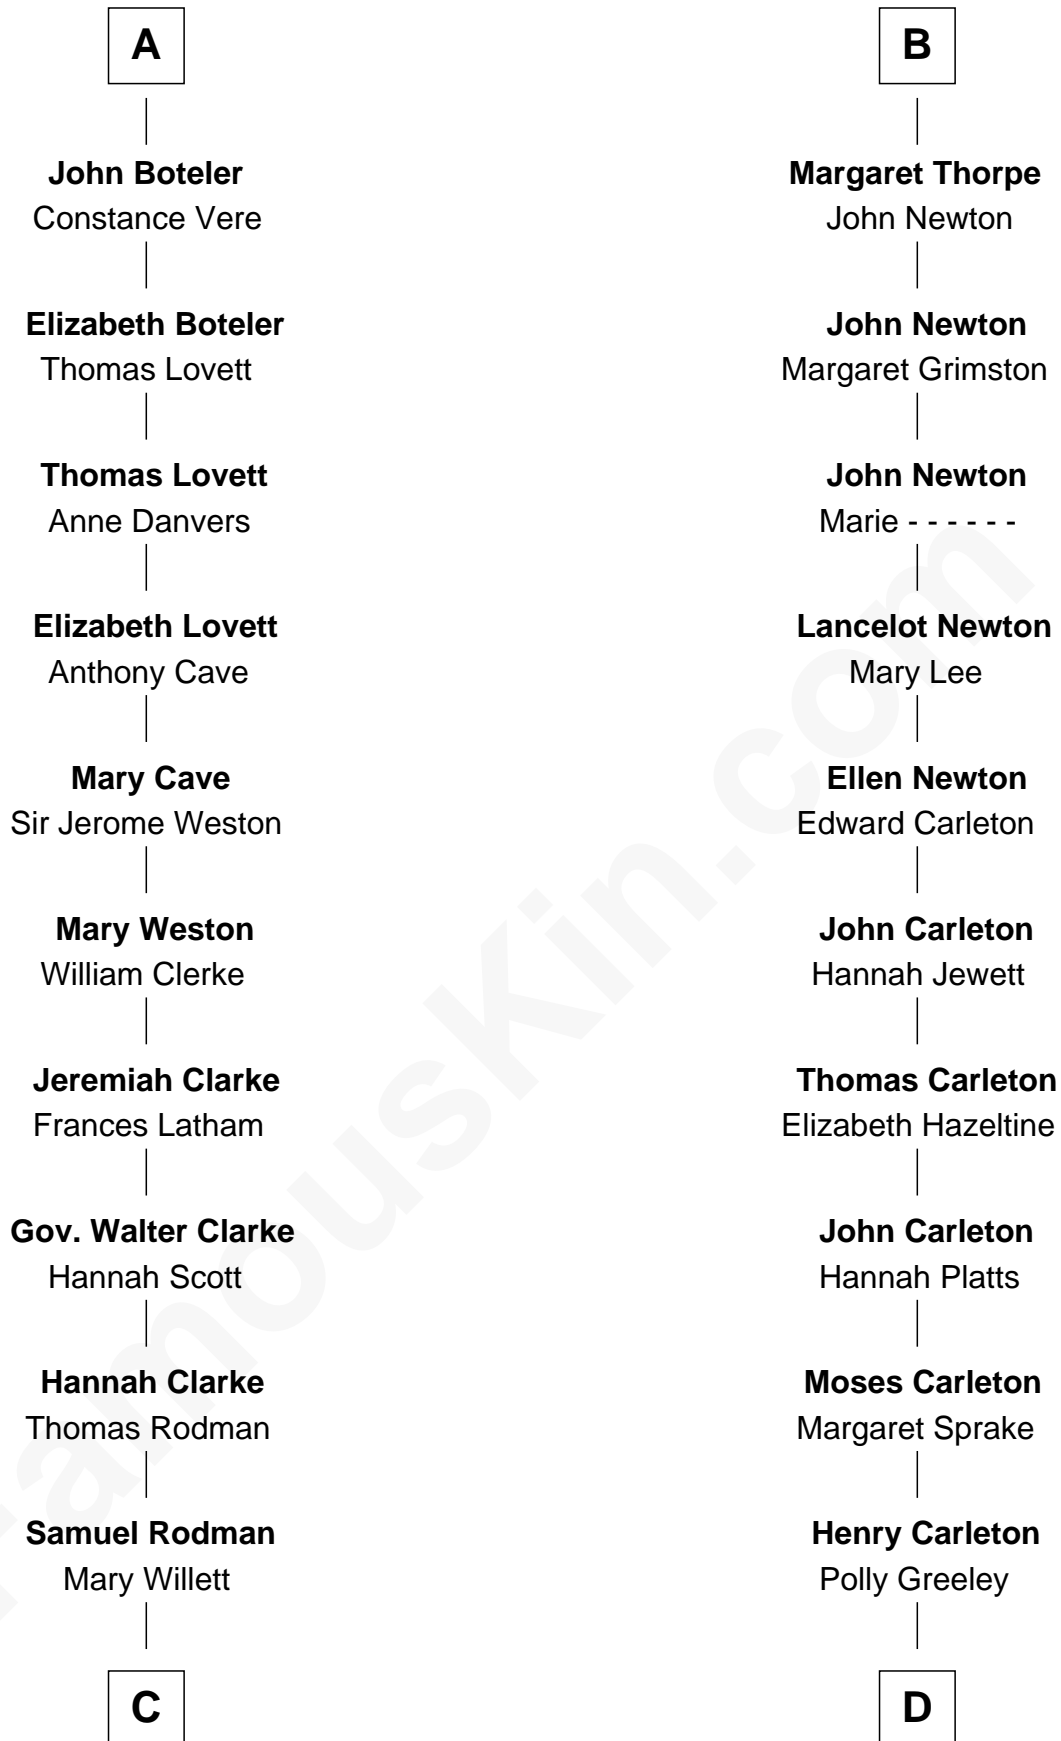 A
John Boteler
Constance Vere
Elizabeth Boteler
Thomas Lovett
Thomas Lovett
Anne Danvers
Elizabeth Lovett
Anthony Cave
Mary Cave
Sir Jerome Weston
Mary Weston
William Clerke
Jeremiah Clarke
Frances Latham
Gov. Walter Clarke
Hannah Scott
Hannah Clarke
Thomas Rodman
Samuel Rodman
Mary Willett
C
B
Margaret Thorpe
John Newton
John Newton
Margaret Grimston
John Newton
Marie - - - - - -
Lancelot Newton
Mary Lee
Ellen Newton
Edward Carleton
John Carleton
Hannah Jewett
Thomas Carleton
Elizabeth Hazeltine
John Carleton
Hannah Platts
Moses Carleton
Margaret Sprake
Henry Carleton
Polly Greeley
D
FamousKin.com